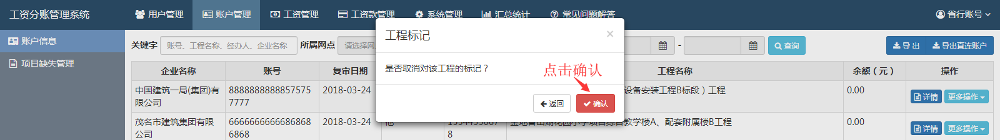 工资分账管理系统 用户管理 账户管理 工资管理 工资款管理 系统管理 汇总统计 常见问题解答 省行账号
账户信息
项目缺失管理
关键字 账号、工程名称、经办人、企业名称 所属网点 请选择网 - 查询 导 出 导出直连账户
企业名称 账号 复审日期 工程名称 余额（元） 操作
中国建筑一局(集团)有限公司 88888888888575757777 2018-03-24 设备安装工程B标段）工程 0.00 详情 更多操作
茂名市建筑集团有限公司 66666666666868686868 2018-03-24 8 教学楼A、配套附属楼B工程 0.00 详情 更多操作
工程标记 ×
是否取消对该工程的标记？
点击确认
返回 确认